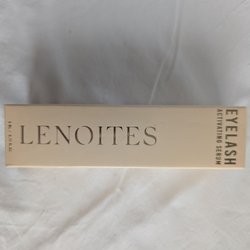 LENOITES
EYELASH
ACTIVATING SERUM